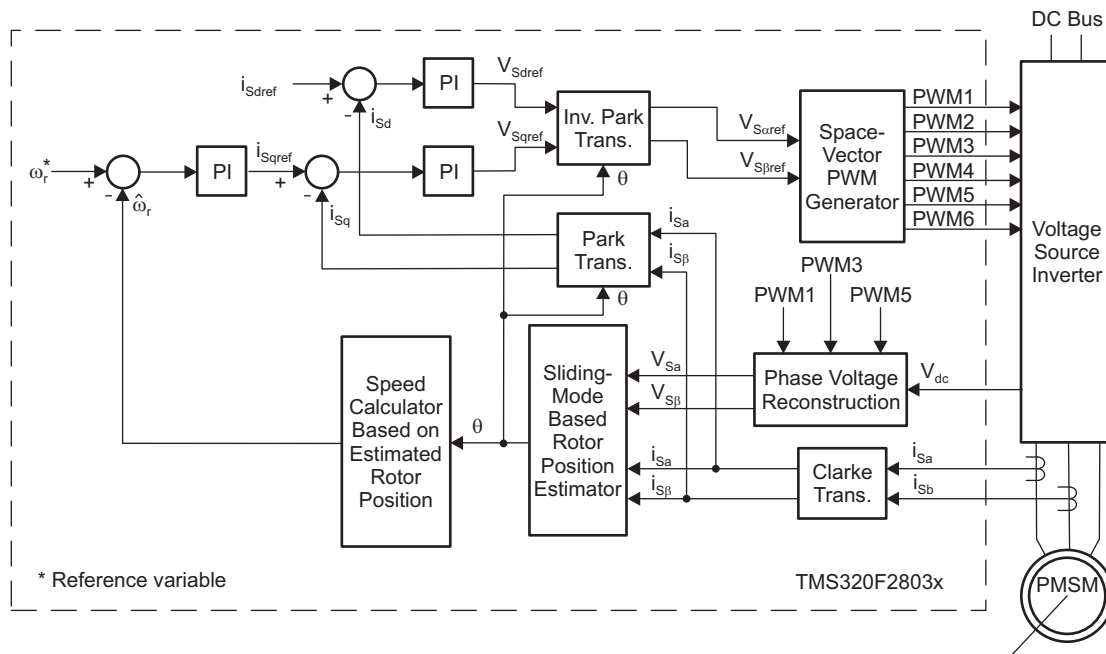 DC Bus
i_Sdref
+
-
i_Sd
PI
V_Sdref
Inv. Park
Trans.
θ
V_Sαref
V_Sβref
Space-
Vector
PWM
Generator
PWM1
PWM2
PWM3
PWM4
PWM5
PWM6
Voltage
Source
Inverter
ω_r^*
+
-
ω̂_r
PI
i_Sqref
+
-
i_Sq
PI
V_Sqref
Park
Trans.
θ
i_Sa
i_Sβ
PWM3
PWM1
PWM5
Phase Voltage
Reconstruction
V_dc
Speed
Calculator
Based on
Estimated
Rotor
Position
θ
Sliding-
Mode
Based
Rotor
Position
Estimator
V_Sa
V_Sβ
i_Sa
i_Sβ
Clarke
Trans.
i_Sa
i_Sb
* Reference variable
TMS320F2803x
PMSM